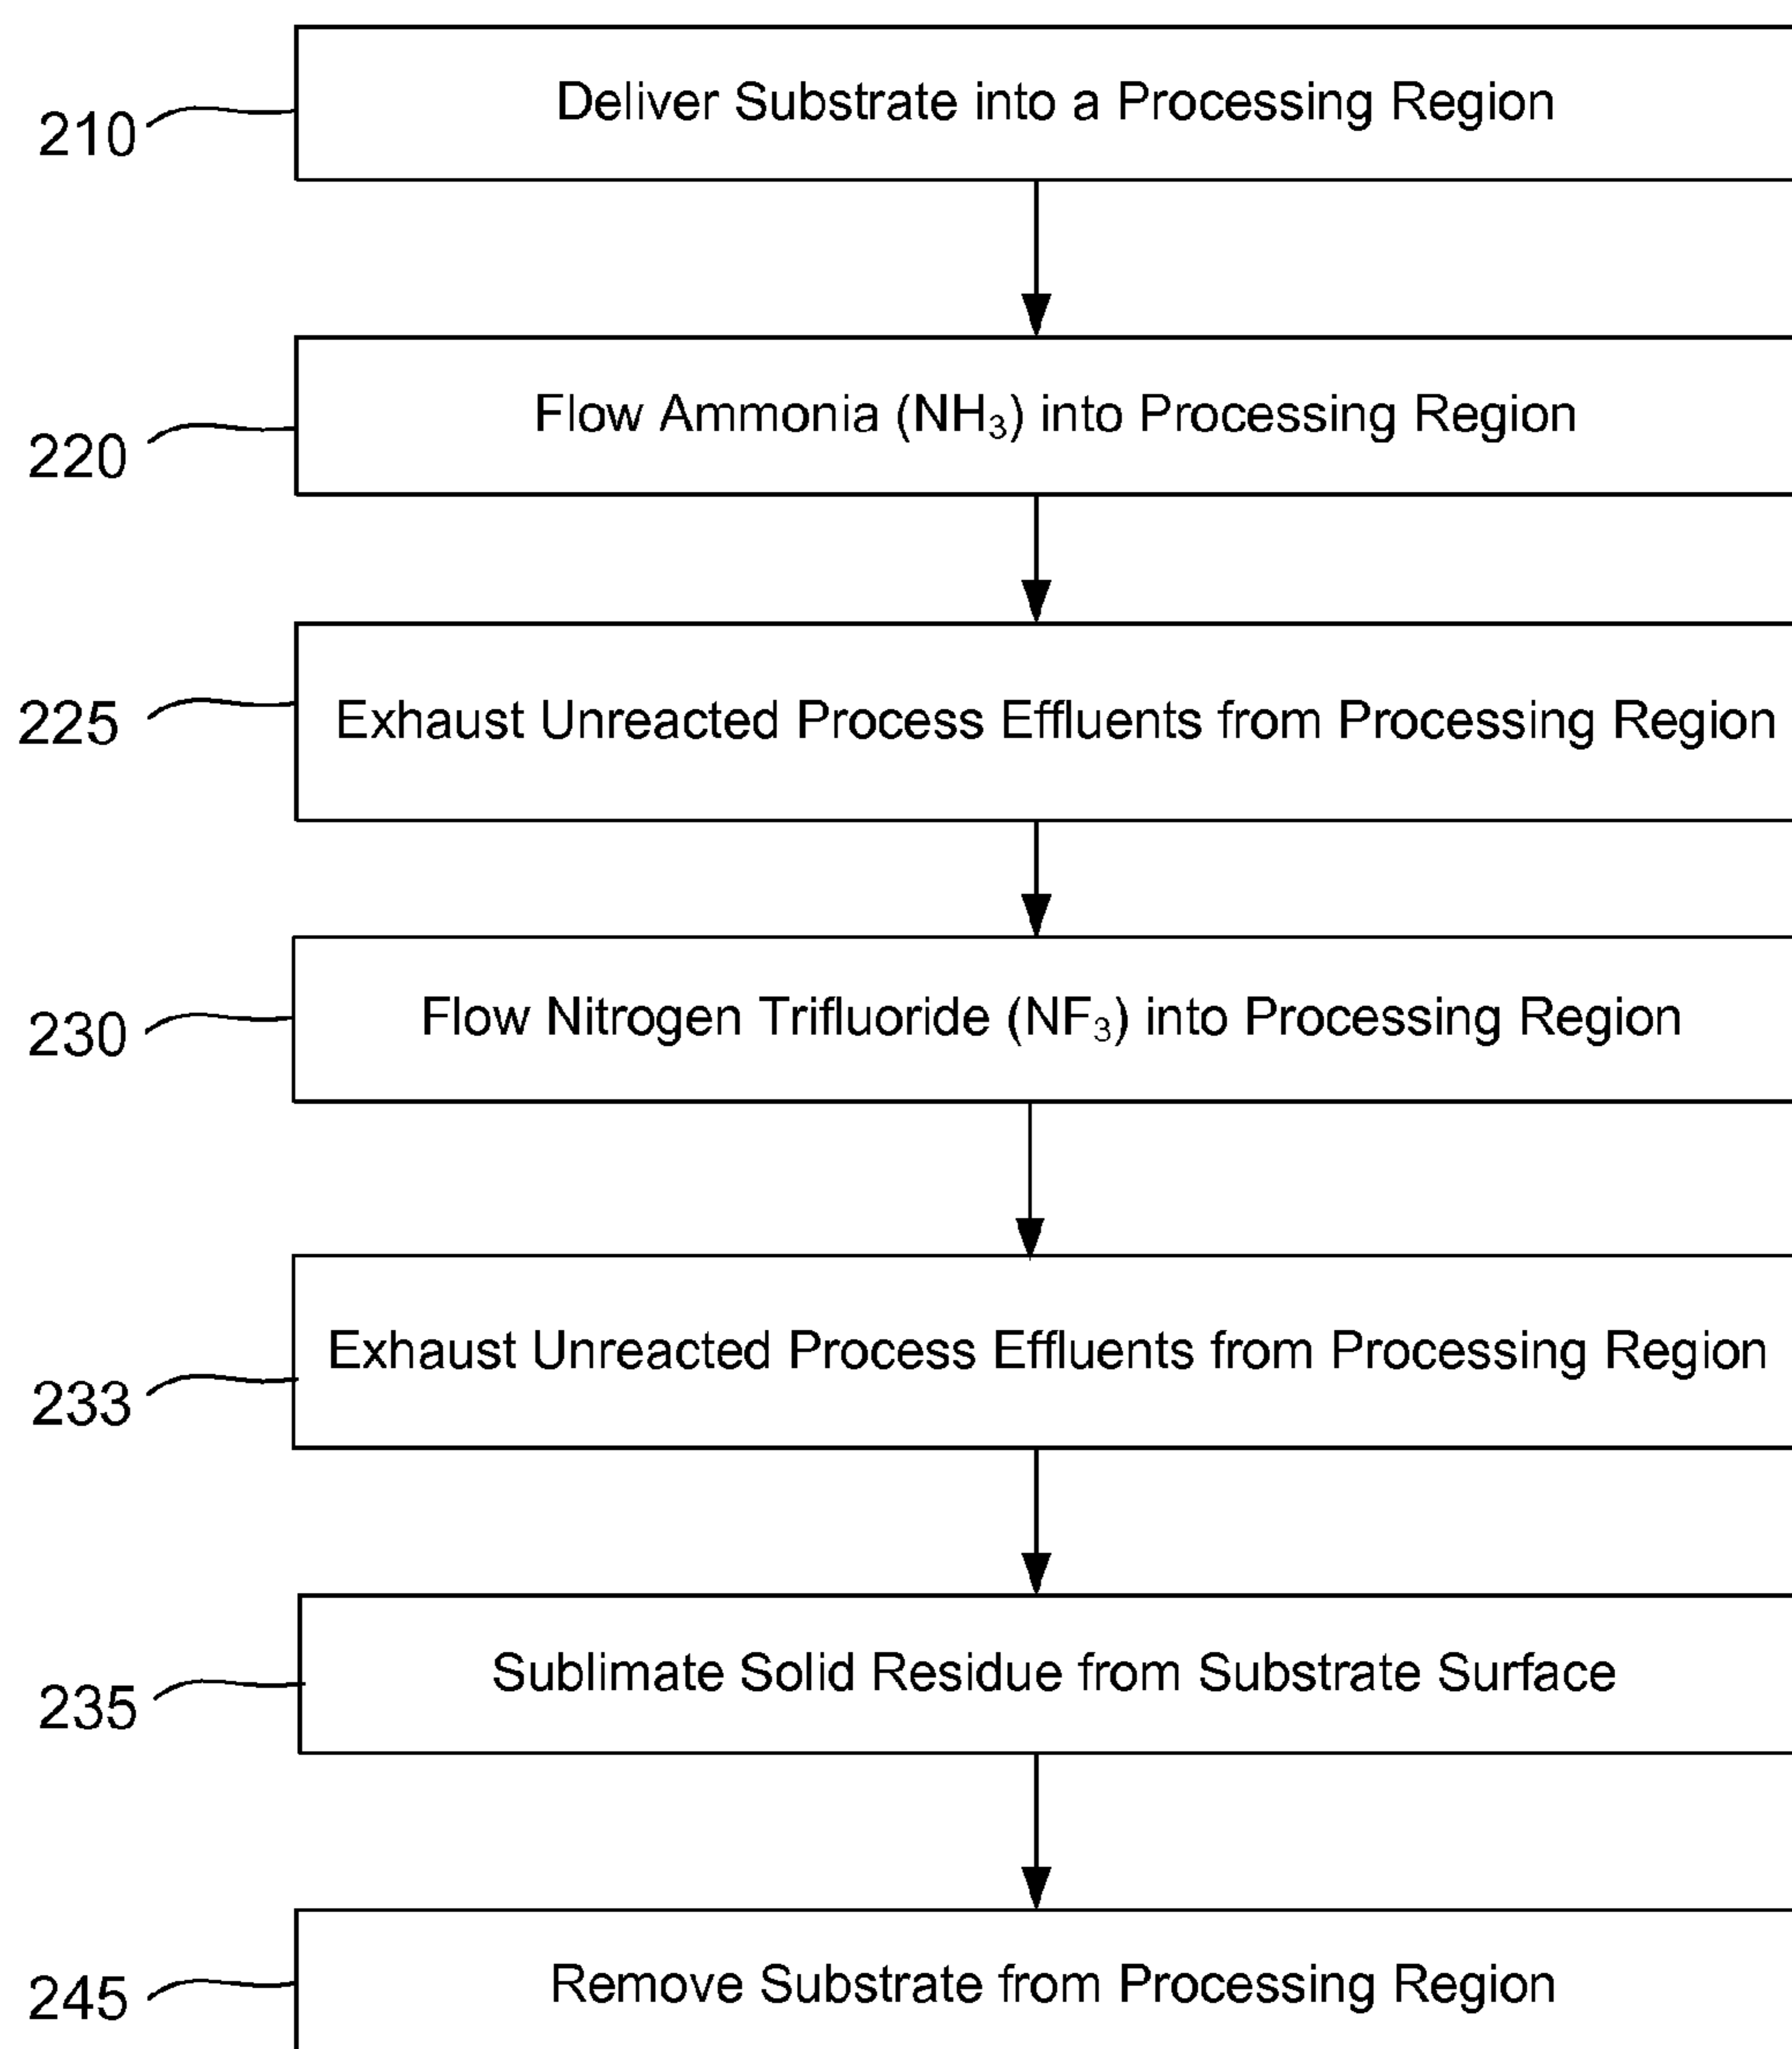 210
Deliver Substrate into a Processing Region
220
Flow Ammonia (NH₃) into Processing Region
225
Exhaust Unreacted Process Effluents from Processing Region
230
Flow Nitrogen Trifluoride (NF₃) into Processing Region
233
Exhaust Unreacted Process Effluents from Processing Region
235
Sublimate Solid Residue from Substrate Surface
245
Remove Substrate from Processing Region